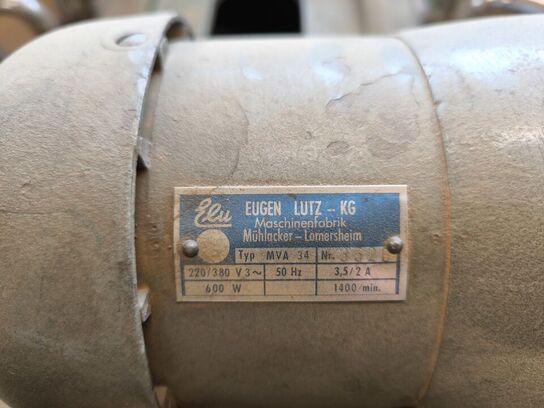 Elu
EUGEN LUTZ - KG
Maschinenfabrik
Mühlacker-Lomersheim
Typ MVA 34 Nr.
220/380 V 3~ 50 Hz 3,5/2 A
600 W 1400/min.